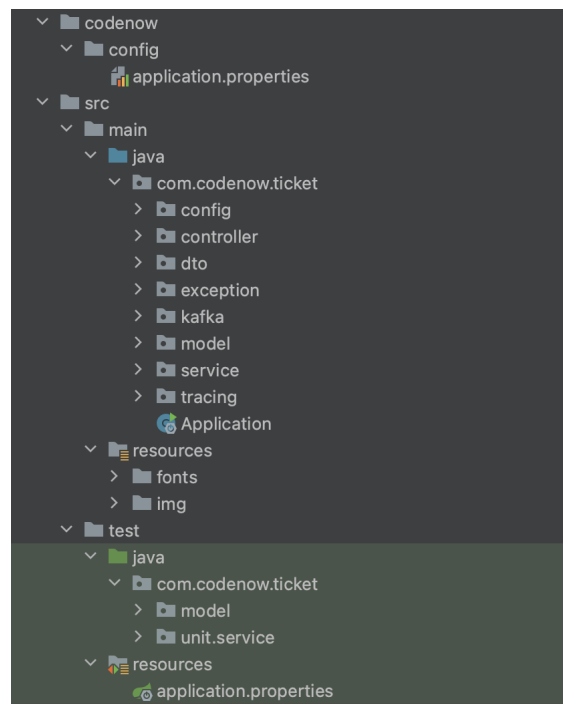 codenow
config
application.properties
src
main
java
com.codenow.ticket
config
controller
dto
exception
kafka
model
service
tracing
Application
resources
fonts
img
test
java
com.codenow.ticket
model
unit.service
resources
application.properties